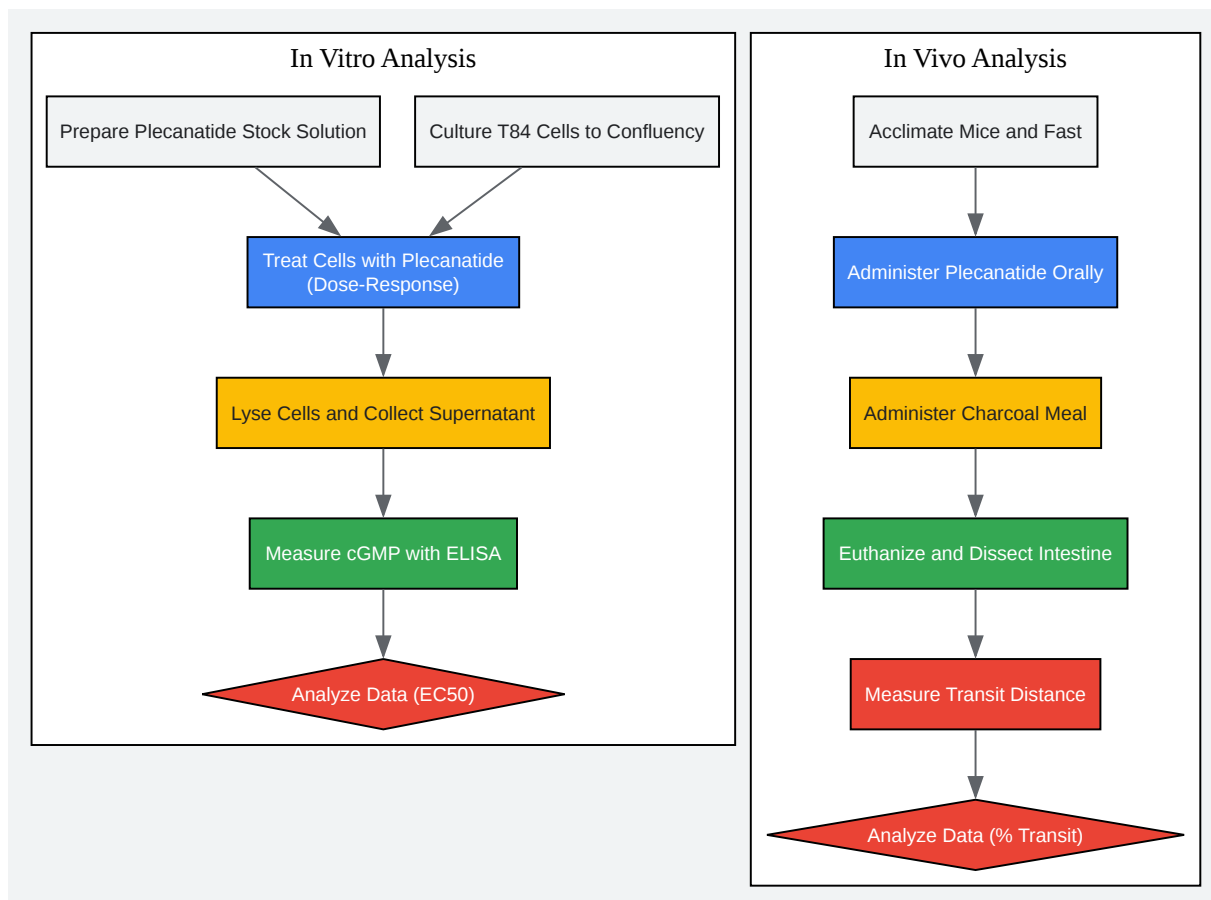 In Vitro Analysis
Prepare Plecanatide Stock Solution
Culture T84 Cells to Confluency
Treat Cells with Plecanatide
(Dose-Response)
Lyse Cells and Collect Supernatant
Measure cGMP with ELISA
Analyze Data (EC50)
In Vivo Analysis
Acclimate Mice and Fast
Administer Plecanatide Orally
Administer Charcoal Meal
Euthanize and Dissect Intestine
Measure Transit Distance
Analyze Data (% Transit)